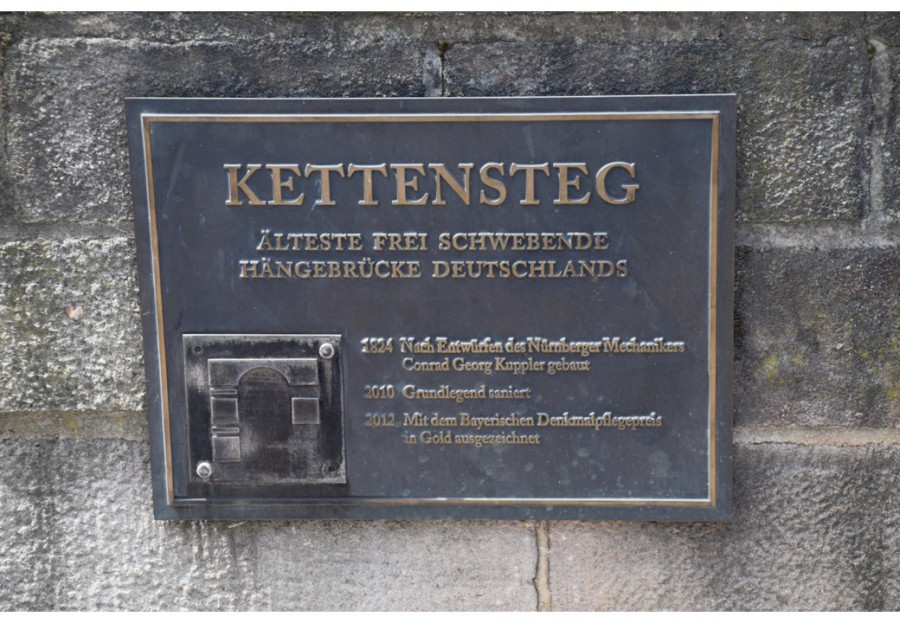 KETTENSTEG
ÄLTESTE FREI SCHWEBENDE
HÄNGEBRÜCKE DEUTSCHLANDS
1824 Nach Entwürfen des Nürnberger Mechanikers
Conrad Georg Kuppler gebaut
2010 Grundlegend saniert
2012 Mit dem Bayerischen Denkmalpflegepreis
in Gold ausgezeichnet